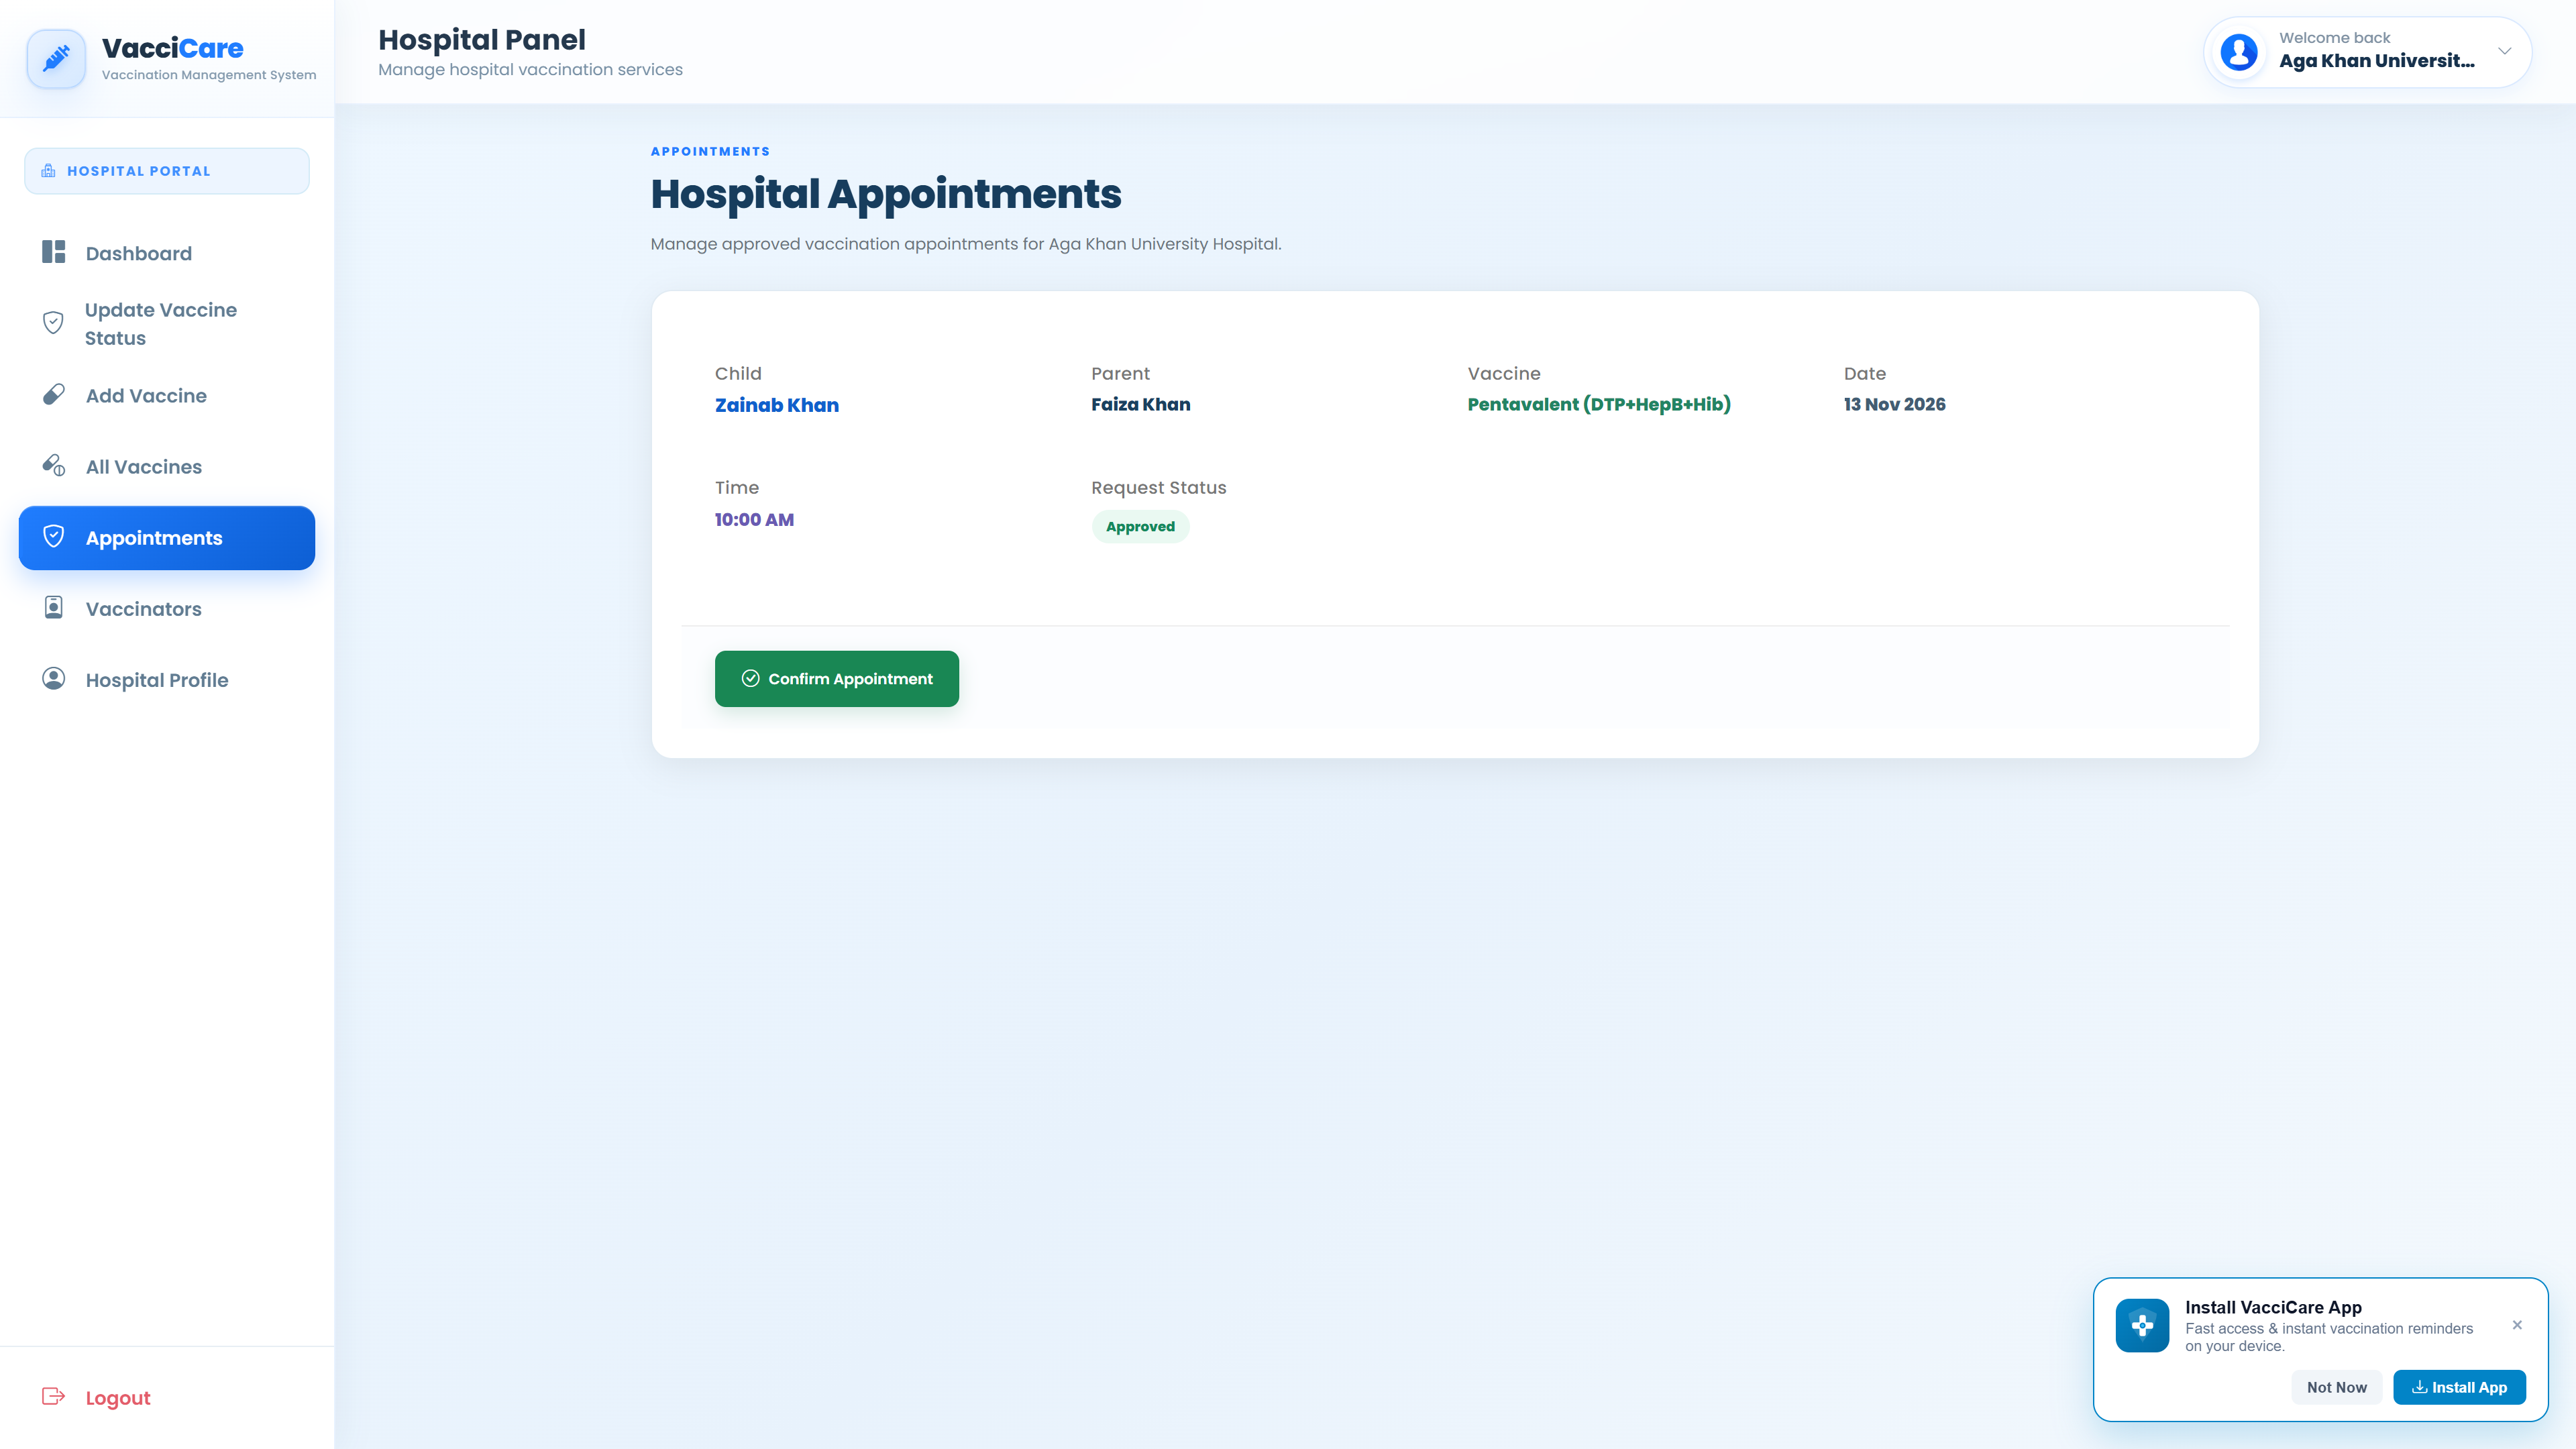 VacciCare
Vaccination Management System
HOSPITAL PORTAL
Dashboard
Update Vaccine
Status
Add Vaccine
All Vaccines
Appointments
Vaccinators
Hospital Profile
Logout
Hospital Panel
Manage hospital vaccination services
Welcome back
Aga Khan Universit...
APPOINTMENTS
Hospital Appointments
Manage approved vaccination appointments for Aga Khan University Hospital.
Child
Zainab Khan
Parent
Faiza Khan
Vaccine
Pentavalent (DTP+HepB+Hib)
Date
13 Nov 2026
Time
10:00 AM
Request Status
Approved
Confirm Appointment
Install VacciCare App
Fast access & instant vaccination reminders
on your device.
Not Now
Install App